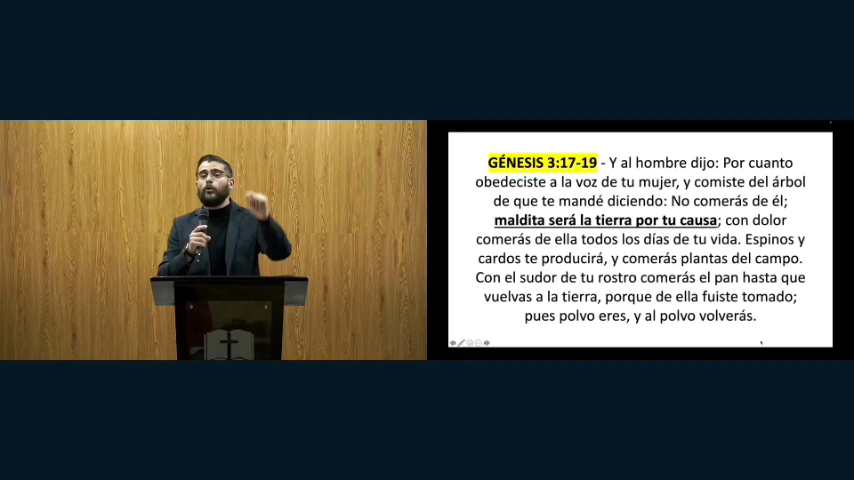 GÉNESIS 3:17-19 - Y al hombre dijo: Por cuanto
obedeciste a la voz de tu mujer, y comiste del árbol
de que te mandé diciendo: No comerás de él;
maldita será la tierra por tu causa; con dolor
comerás de ella todos los días de tu vida. Espinos y
cardos te producirá, y comerás plantas del campo.
Con el sudor de tu rostro comerás el pan hasta que
vuelvas a la tierra, porque de ella fuiste tomado;
pues polvo eres, y al polvo volverás.